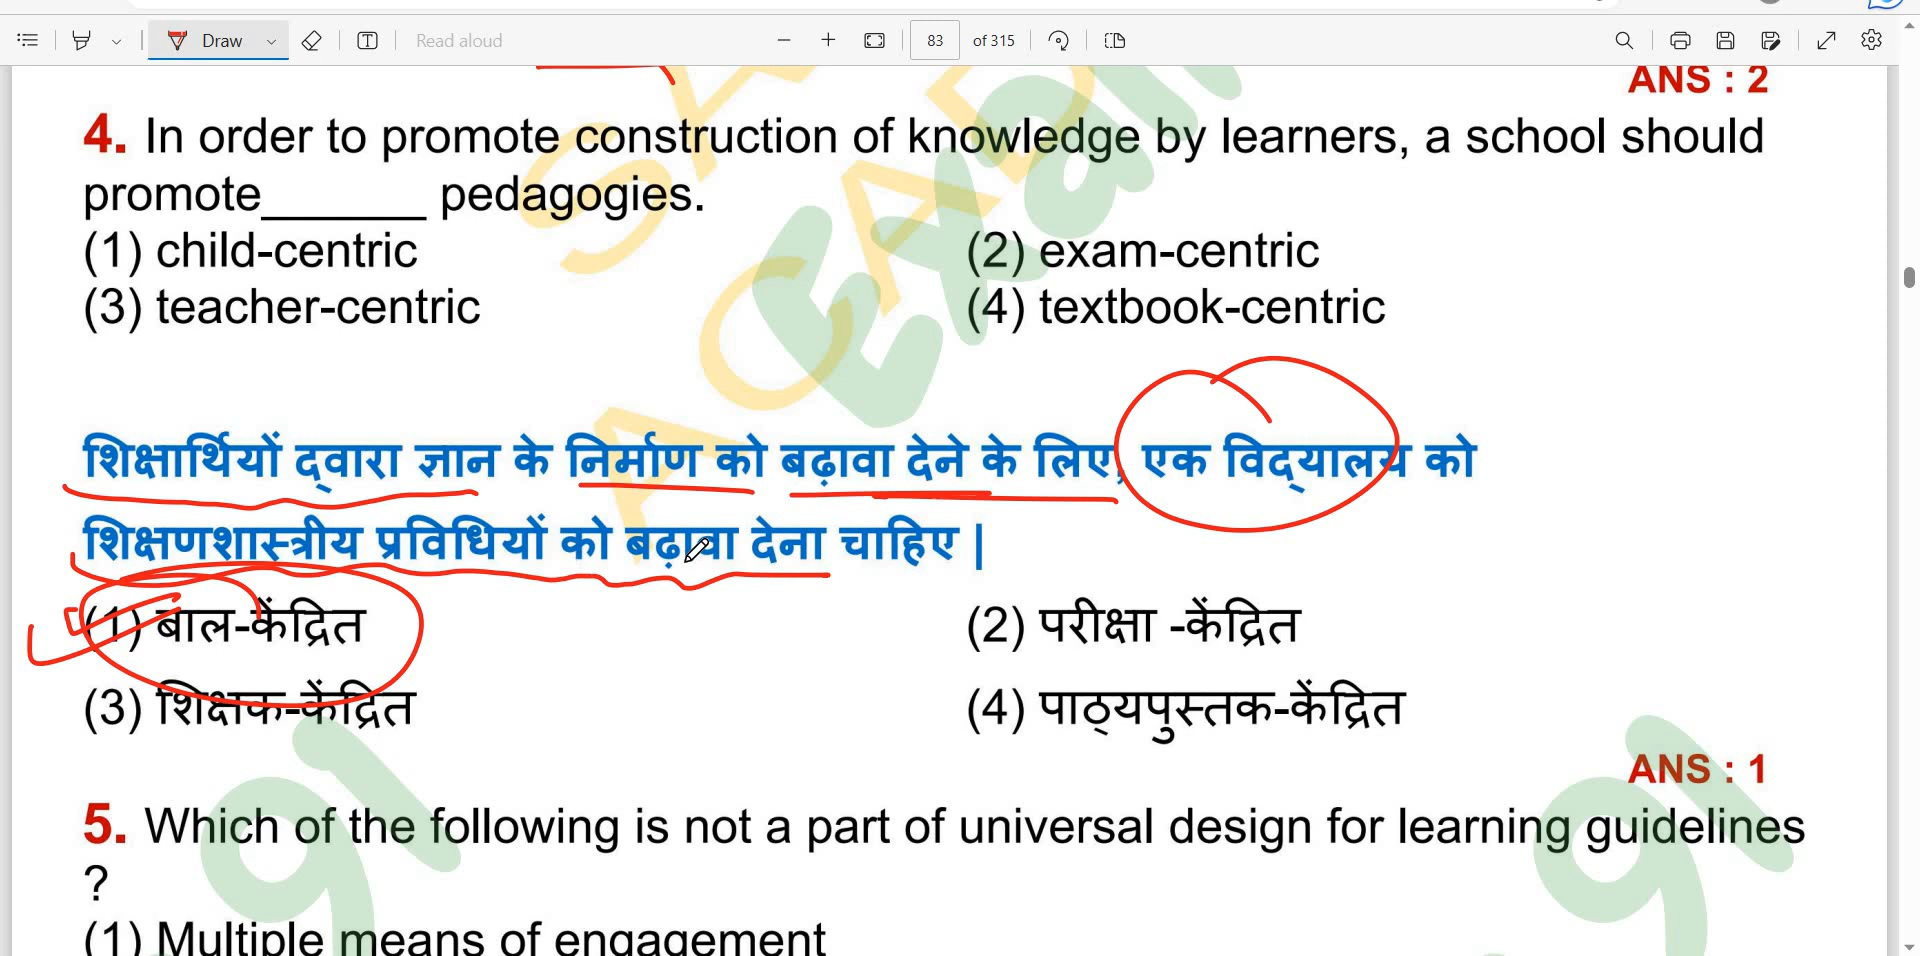 Draw
Read aloud
83 of 315
ANS : 2
4. In order to promote construction of knowledge by learners, a school should
promote______ pedagogies.
(1) child-centric (2) exam-centric
(3) teacher-centric (4) textbook-centric
शिक्षार्थियों द्वारा ज्ञान के निर्माण को बढ़ावा देने के लिए, एक विद्यालय को
शिक्षणशास्त्रीय प्रविधियों को बढ़ावा देना चाहिए |
(1) बाल-केंद्रित (2) परीक्षा -केंद्रित
(3) शिक्षक-केंद्रित (4) पाठ्यपुस्तक-केंद्रित
ANS : 1
5. Which of the following is not a part of universal design for learning guidelines
?
(1) Multiple means of engagement
91
91